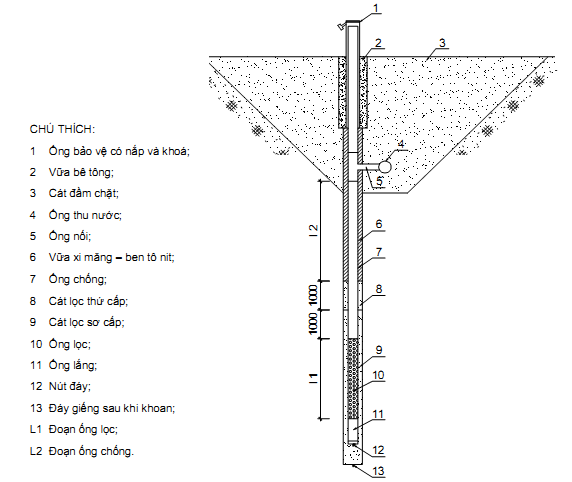 CHÚ THÍCH:
1 Ống bảo vệ có nắp và khoá;
2 Vữa bê tông;
3 Cát đầm chặt;
4 Ống thu nước;
5 Ống nối;
6 Vữa xi măng – ben tô nit;
7 Ống chống;
8 Cát lọc thứ cấp;
9 Cát lọc sơ cấp;
10 Ống lọc;
11 Ống lắng;
12 Nút đáy;
13 Đáy giếng sau khi khoan;
L1 Đoạn ống lọc;
L2 Đoạn ống chống.
1
2
3
4
5
l 2
6
7
1000
8
1000
9
l 1
10
11
12
13